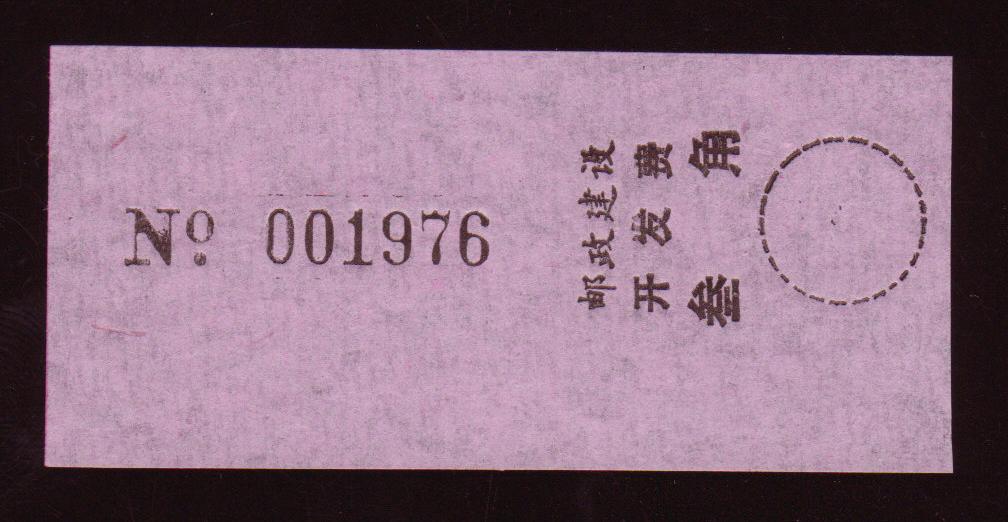 № 001976
邮政建设
开发费
叁角